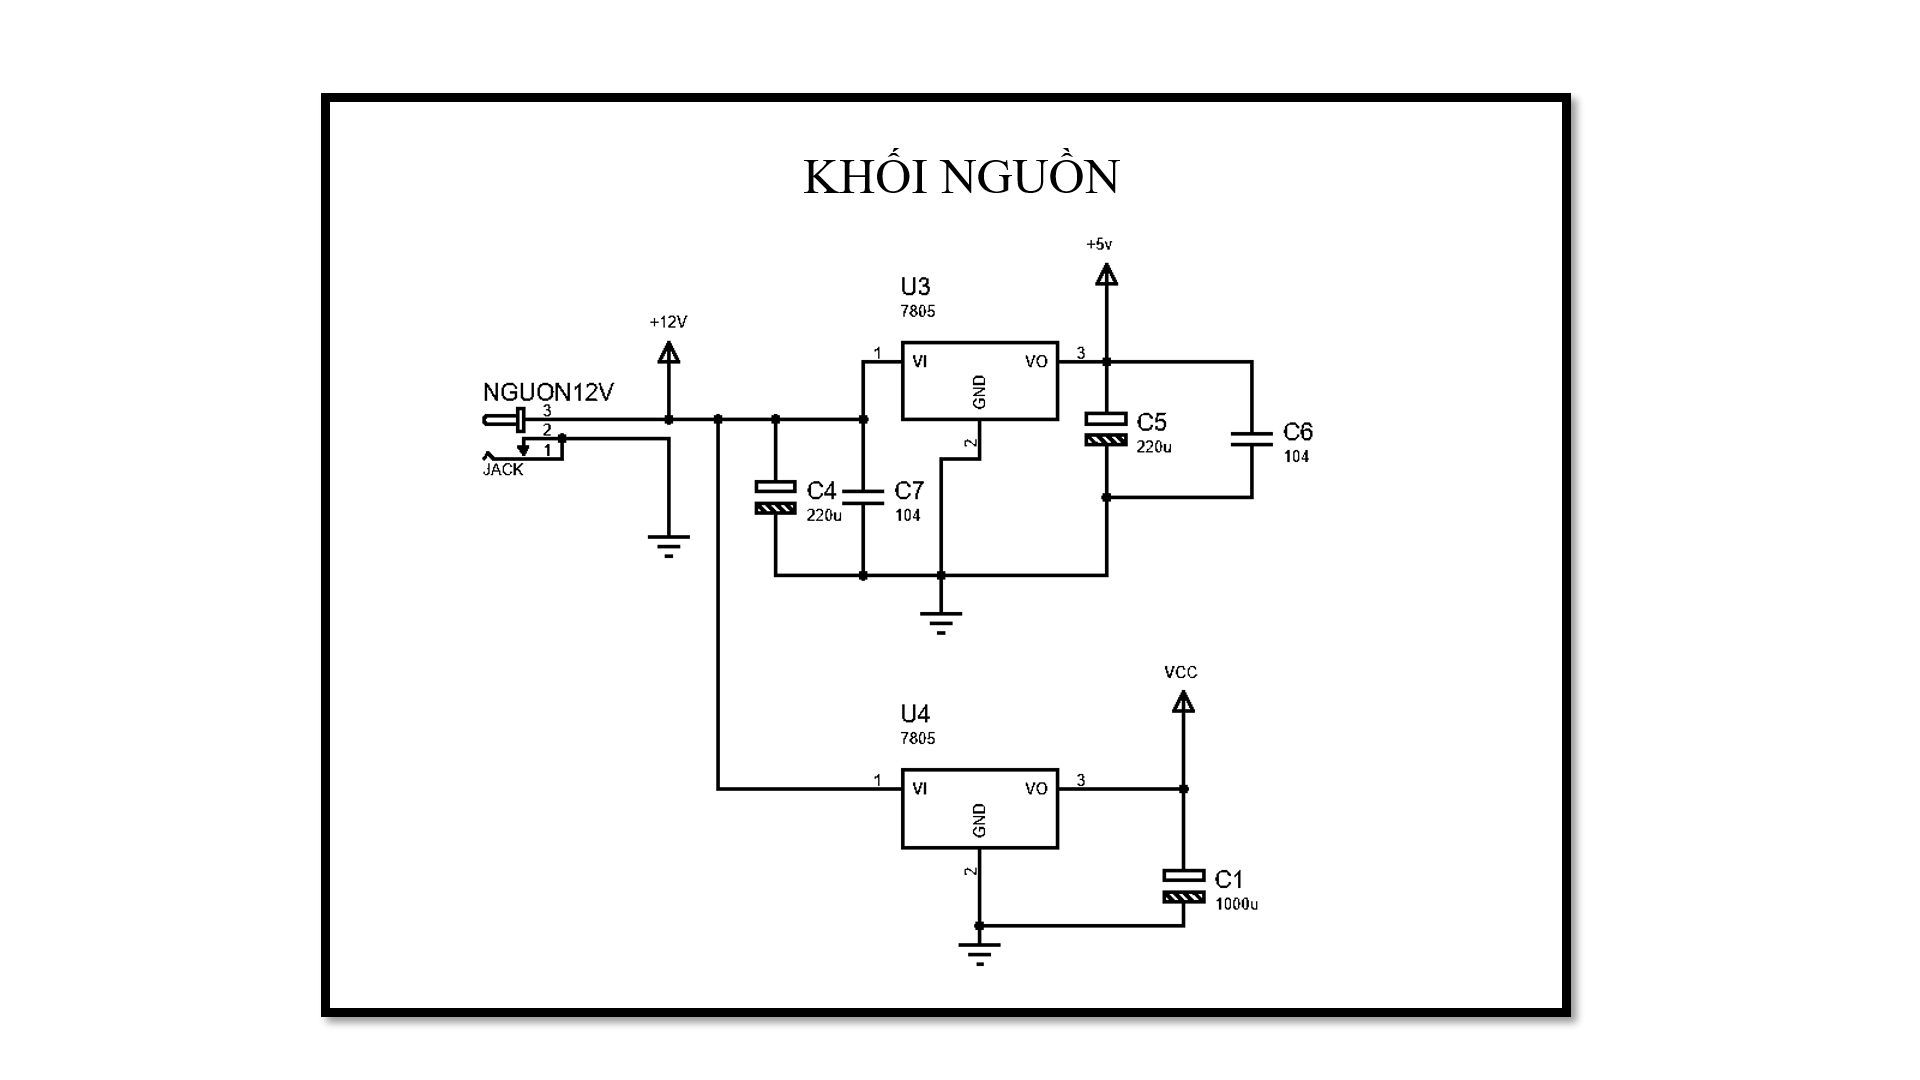 KHỐI NGUỒN
+5v
U3
7805
+12V
1
VI
VO
3
GND
2
NGUON12V
3
2
1
JACK
C5
220u
C6
104
C4
220u
C7
104
VCC
U4
7805
1
VI
VO
3
GND
2
C1
1000u